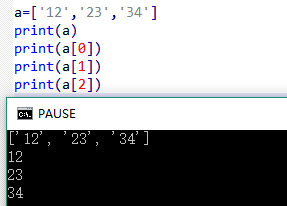 a=['12','23','34']
print(a)
print(a[0])
print(a[1])
print(a[2])
C:\. PAUSE
['12', '23', '34']
12
23
34